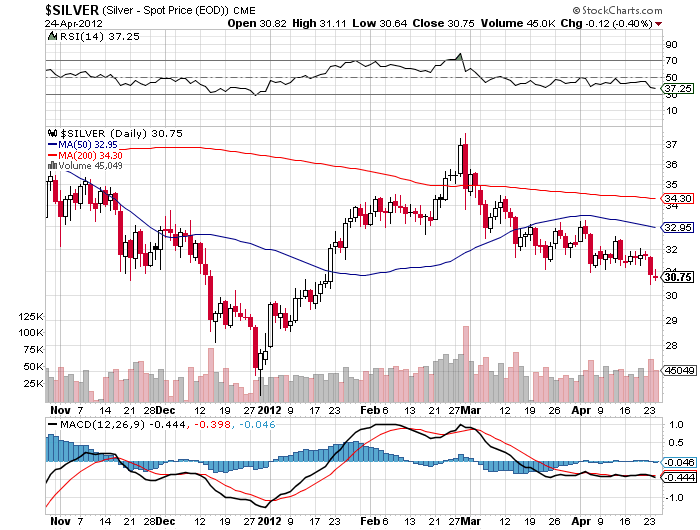 $SILVER (Silver - Spot Price (EOD)) CME © StockCharts.com
24-Apr-2012 Open 30.82 High 31.11 Low 30.64 Close 30.75 Volume 45.0K Chg -0.12 (-0.40%)
RSI(14) 37.25
90
70
50
37.25
30
10
$SILVER (Daily) 30.75
MA(50) 32.95
MA(200) 34.30
Volume 45,049
37
36
35
34.30
34
32.95
32
31
30.75
30
29
28
125K
100K
75K
50K
25K
45049
Nov 7 14 21 28 Dec 12 19 27 2012 9 17 23 Feb 6 13 21 27 Mar 12 19 26 Apr 9 16 23
MACD(12,26,9) -0.444, -0.398, -0.046
1.0
0.5
-0.046
-0.444
-1.0
Nov 7 14 21 28 Dec 12 19 27 2012 9 17 23 Feb 6 13 21 27 Mar 12 19 26 Apr 9 16 23